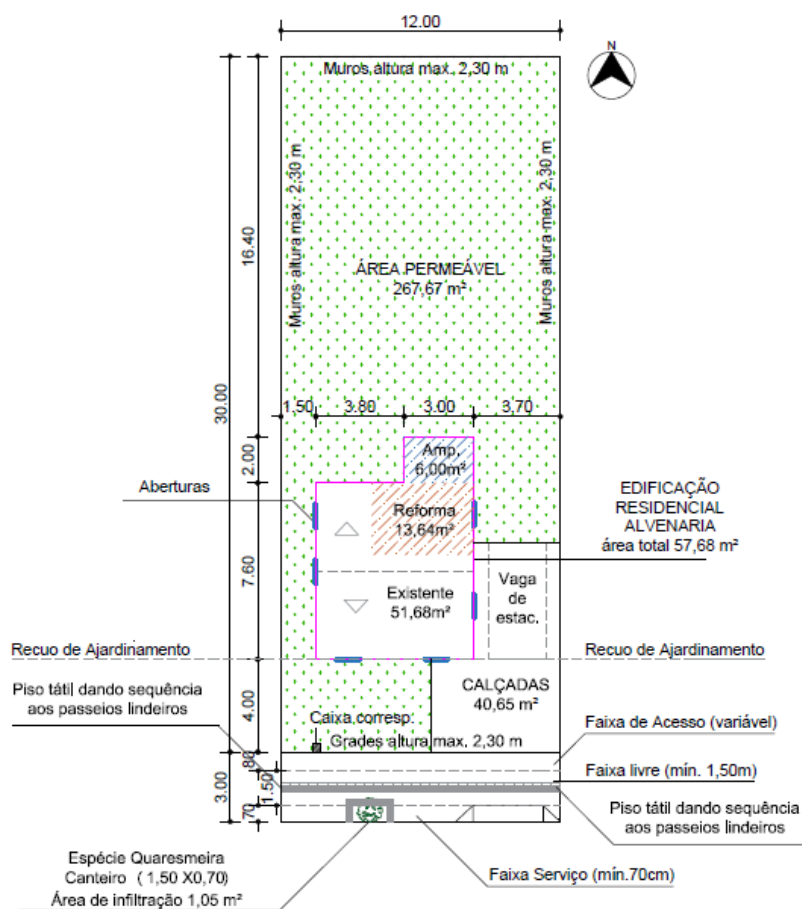 12.00
N
Muros altura max. 2,30 m
Muros altura max. 2,30 m
Muros altura max. 2,30 m
16.40
30.00
ÁREA PERMEÁVEL
267,67 m²
1.50
3.80
3.00
3.70
2.00
Amp.
6,00m²
Aberturas
Reforma
13,64m²
EDIFICAÇÃO
RESIDENCIAL
ALVENARIA
área total 57,68 m²
7.60
Existente
51,68m²
Vaga
de
estac.
Recuo de Ajardinamento
Recuo de Ajardinamento
Piso tátil dando sequência
aos passeios lindeiros
4.00
CALÇADAS
40,65 m²
Caixa corresp.
Grades altura max. 2,30 m
Faixa de Acesso (variável)
.80
3.00
1.50
Faixa livre (mín. 1,50m)
.70
Piso tátil dando sequência
aos passeios lindeiros
Espécie Quaresmeira
Canteiro ( 1,50 X0,70)
Área de infiltração 1,05 m²
Faixa Serviço (mín.70cm)